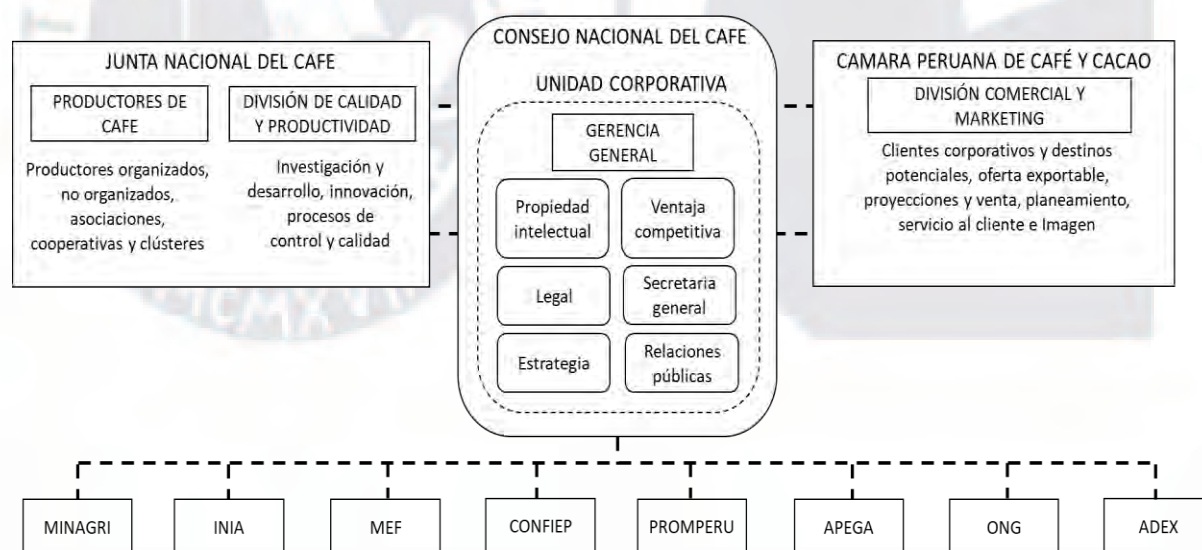 JUNTA NACIONAL DEL CAFE
PRODUCTORES DE
CAFE
Productores organizados,
no organizados,
asociaciones,
cooperativas y clústeres
DIVISIÓN DE CALIDAD
Y PRODUCTIVIDAD
Investigación y
desarrollo, innovación,
procesos de
control y calidad
CONSEJO NACIONAL DEL CAFE
UNIDAD CORPORATIVA
GERENCIA
GENERAL
Propiedad
intelectual
Ventaja
competitiva
Legal
Secretaria
general
Estrategia
Relaciones
públicas
CAMARA PERUANA DE CAFÉ Y CACAO
DIVISIÓN COMERCIAL Y
MARKETING
Clientes corporativos y destinos
potenciales, oferta exportable,
proyecciones y venta, planeamiento,
servicio al cliente e Imagen
MINAGRI
INIA
MEF
CONFIEP
PROMPERU
APEGA
ONG
ADEX